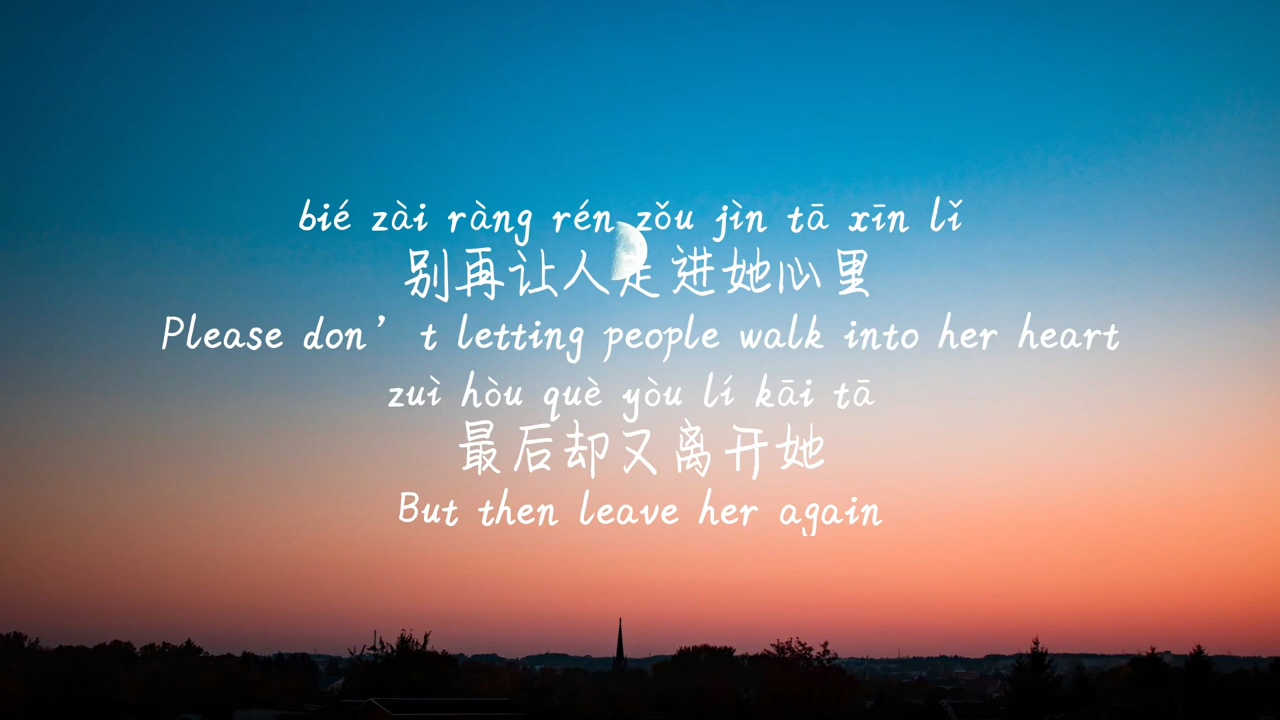 bié zài ràng rén zǒu jìn tā xīn lǐ
别再让人走进她心里
Please don’t letting people walk into her heart
zuì hòu què yòu lí kāi tā
最后却又离开她
But then leave her again